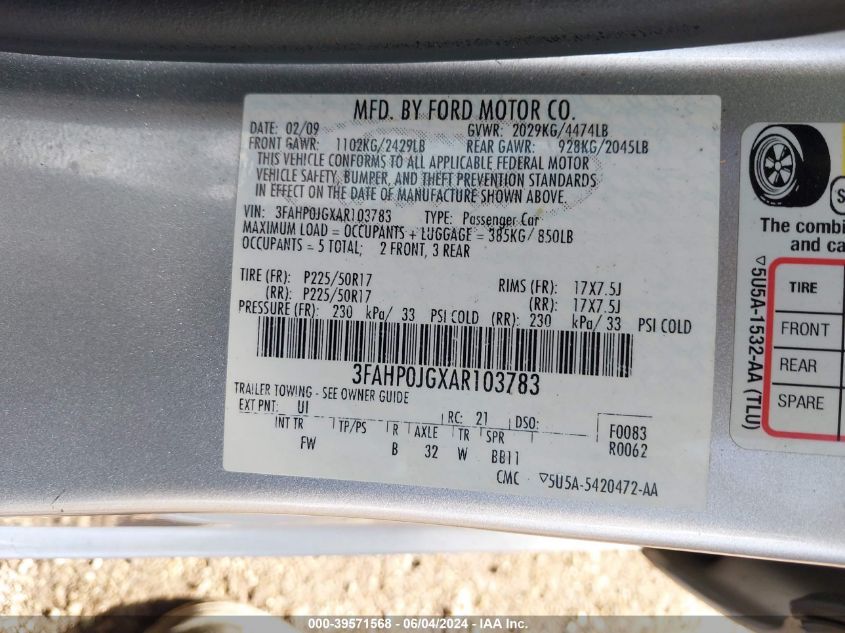 MFD. BY FORD MOTOR CO.
DATE: 02/09 GVWR: 2029KG/4474LB
FRONT GAWR: 1102KG/2429LB REAR GAWR: 928KG/2045LB
THIS VEHICLE CONFORMS TO ALL APPLICABLE FEDERAL MOTOR
VEHICLE SAFETY, BUMPER, AND THEFT PREVENTION STANDARDS
IN EFFECT ON THE DATE OF MANUFACTURE SHOWN ABOVE.
VIN: 3FAHP0JGXAR103783 TYPE: Passenger Car
MAXIMUM LOAD = OCCUPANTS + LUGGAGE = 385KG/ 850LB
OCCUPANTS = 5 TOTAL; 2 FRONT, 3 REAR
TIRE (FR): P225/50R17 RIMS (FR): 17X7.5J
(RR): P225/50R17 (RR): 17X7.5J
PRESSURE (FR): 230 kPa/ 33 PSI COLD (RR): 230 kPa/ 33 PSI COLD
3FAHP0JGXAR103783
TRAILER TOWING - SEE OWNER GUIDE
EXT PNT: UI RC: 21 DSO: F0083
INT TR TP/PS R AXLE TR SPR R0062
FW B 32 W BB11
CMC ▽5U5A-5420472-AA
The combi
and ca
▽5U5A-1532-AA (TLU)
TIRE
FRONT
REAR
SPARE
000-39571568 - 06/04/2024 - IAA Inc.